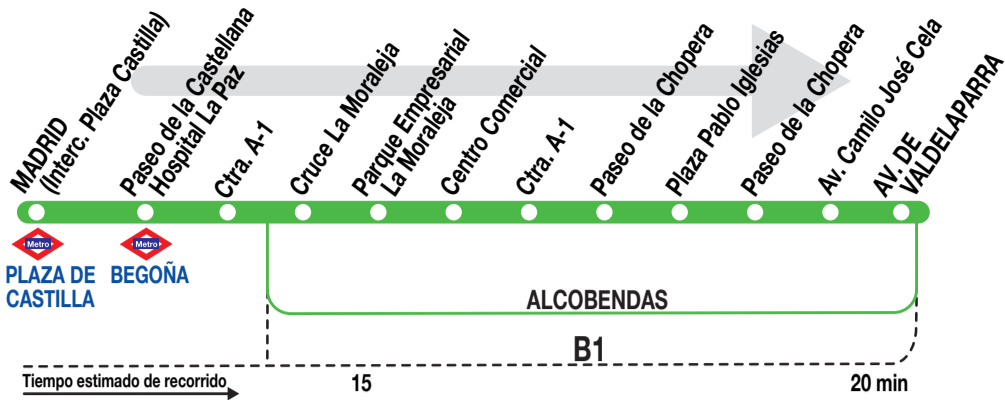 MADRID
(Interc. Plaza Castilla)
Paseo de la Castellana
Hospital La Paz
Ctra. A-1
Cruce La Moraleja
Parque Empresarial
La Moraleja
Centro Comercial
Ctra. A-1
Paseo de la Chopera
Plaza Pablo Iglesias
Paseo de la Chopera
Av. Camilo José Cela
AV. DE
VALDELAPARRA
Metro
Metro
PLAZA DE
CASTILLA
BEGOÑA
ALCOBENDAS
B1
Tiempo estimado de recorrido
15
20 min